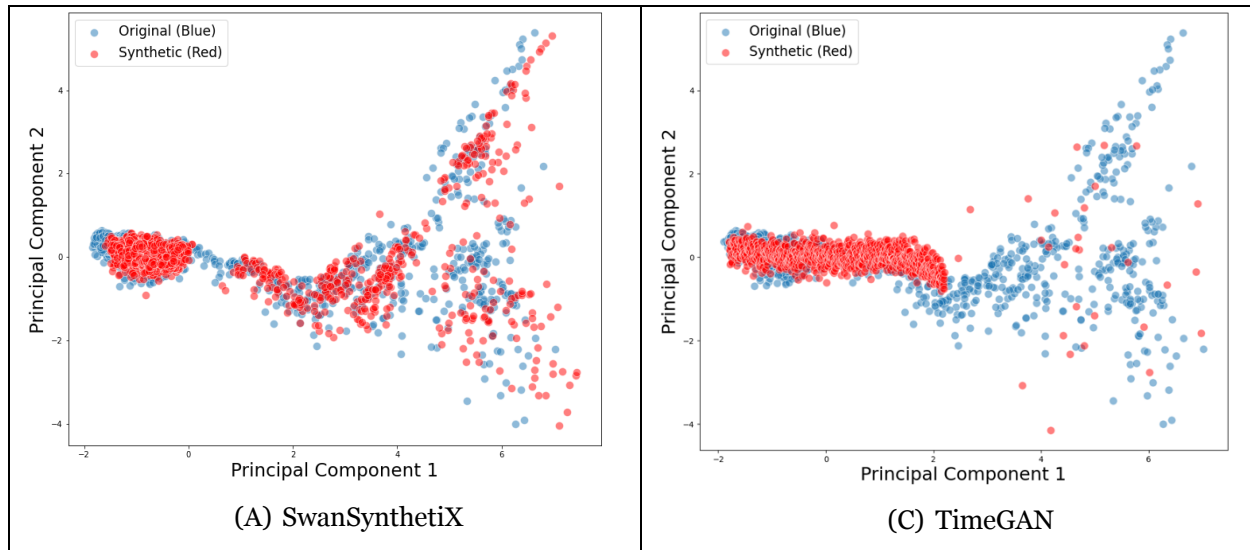 Original (Blue)
Synthetic (Red)
Principal Component 2
4
2
0
−2
−4
−2
0
2
4
6
Principal Component 1
(A) SwanSynthetiX
Original (Blue)
Synthetic (Red)
Principal Component 2
4
2
0
−2
−4
−2
0
2
4
6
Principal Component 1
(C) TimeGAN